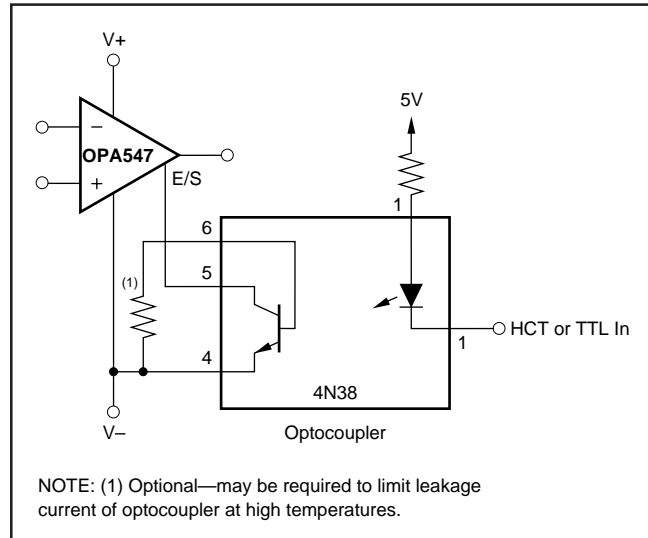 V+
−
OPA547
+
E/S
5V
1
6
(1)
5
4
1
HCT or TTL In
4N38
V–
Optocoupler
NOTE: (1) Optional—may be required to limit leakage
current of optocoupler at high temperatures.